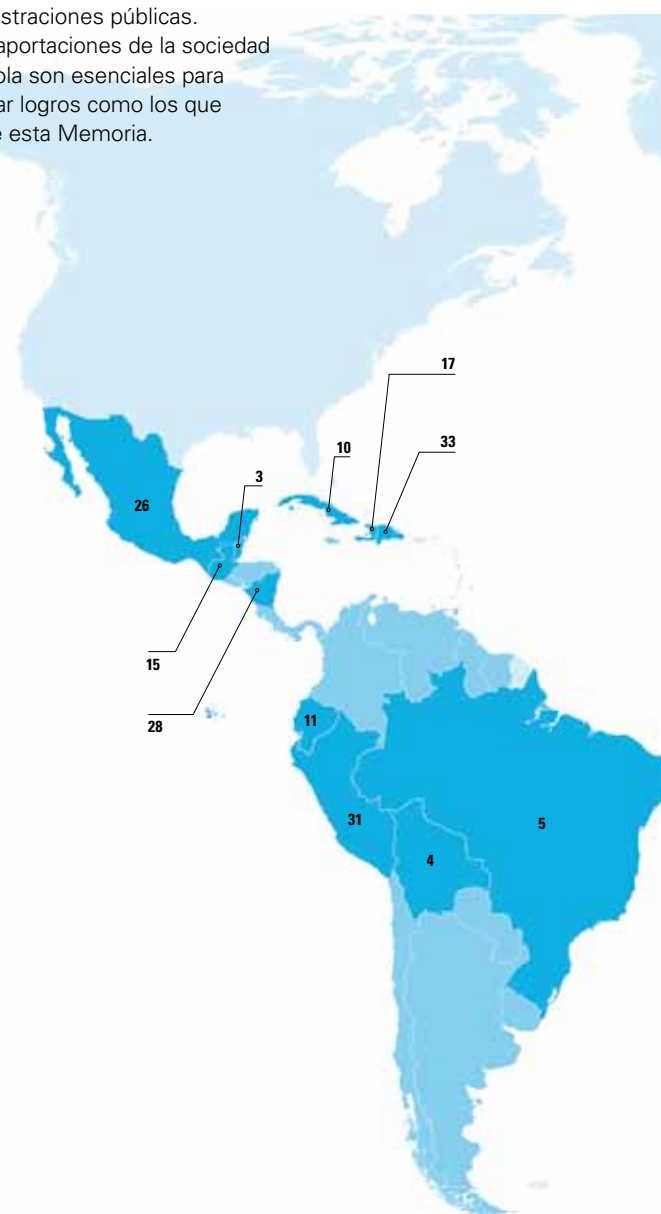 straciones públicas.
aportaciones de la sociedad
ola son esenciales para
ar logros como los que
e esta Memoria.
17
33
10
3
26
15
28
11
31
5
4